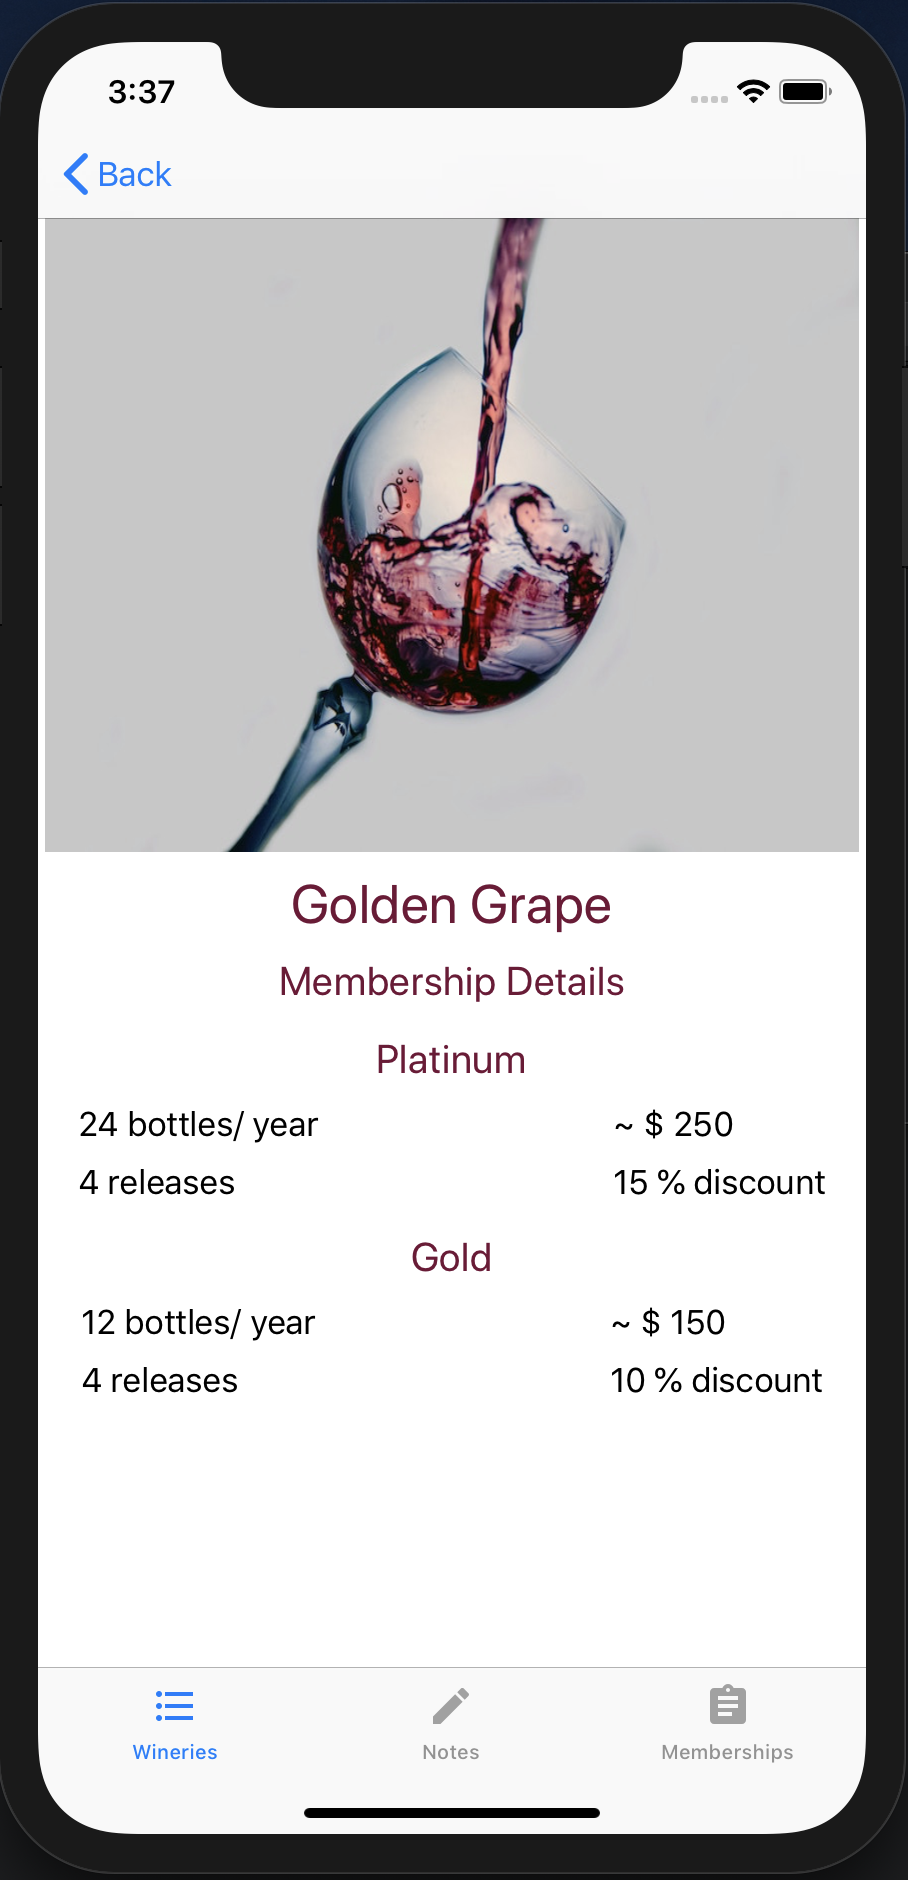 3:37
Back
Golden Grape
Membership Details
Platinum
24 bottles/ year ~ $ 250
4 releases 15 % discount
Gold
12 bottles/ year ~ $ 150
4 releases 10 % discount
Wineries Notes Memberships